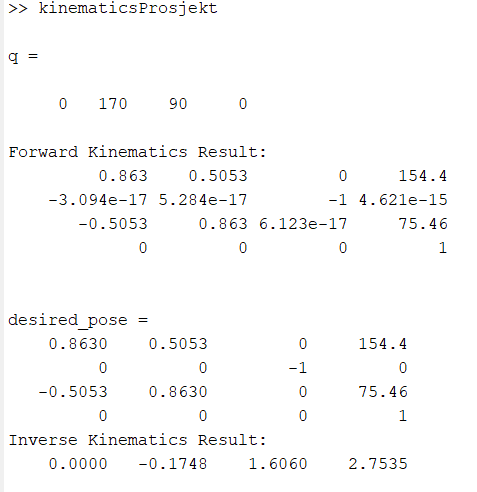 >> kinematicsProsjekt
q =
0 170 90 0
Forward Kinematics Result:
0.863 0.5053 0 154.4
-3.094e-17 5.284e-17 -1 4.621e-15
-0.5053 0.863 6.123e-17 75.46
0 0 0 1
desired_pose =
0.8630 0.5053 0 154.4
0 0 -1 0
-0.5053 0.8630 0 75.46
0 0 0 1
Inverse Kinematics Result:
0.0000 -0.1748 1.6060 2.7535